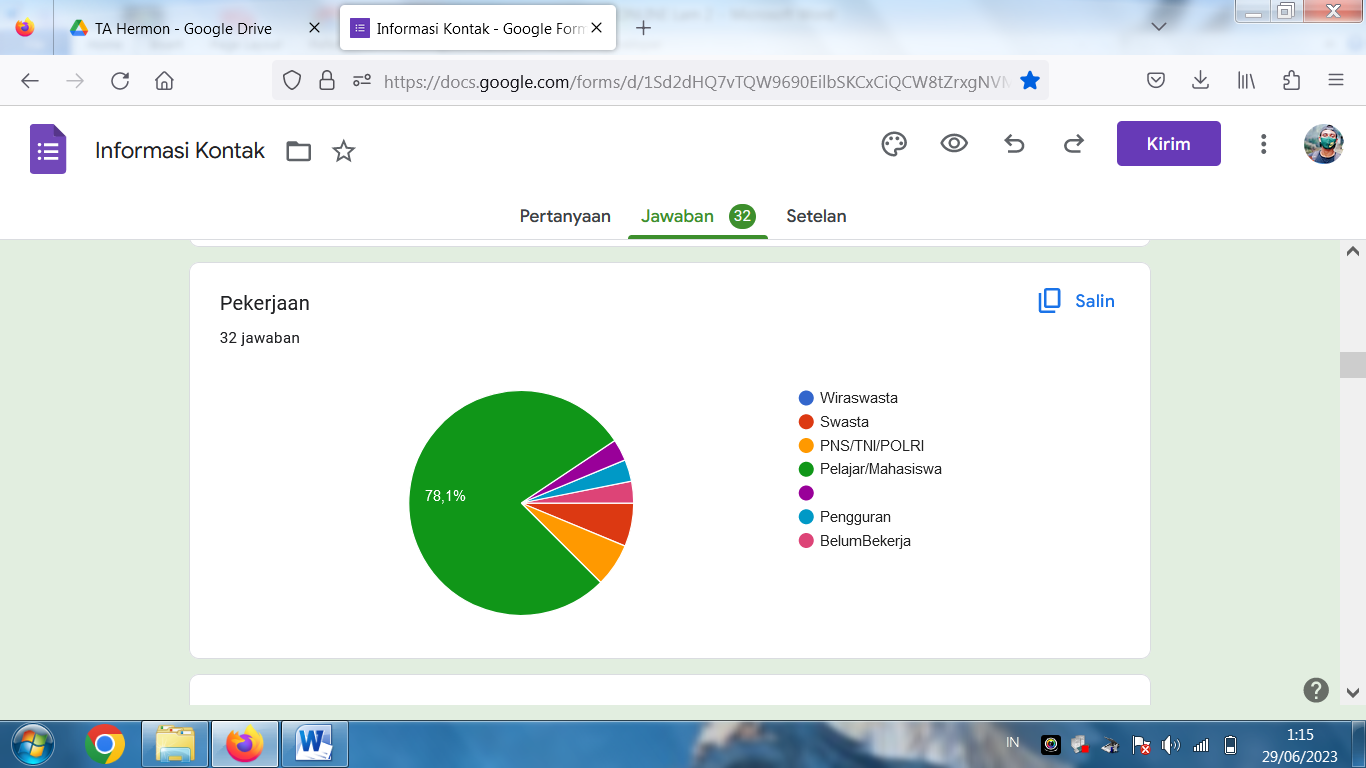 TA Hermon - Google Drive
Informasi Kontak - Google Form
https://docs.google.com/forms/d/1Sd2dHQ7vTQW9690EilbSKCxCiQCW8tZrxgNVM
Informasi Kontak
Kirim
Pertanyaan Jawaban 32 Setelan
Pekerjaan
Salin
32 jawaban
78,1%
Wiraswasta
Swasta
PNS/TNI/POLRI
Pelajar/Mahasiswa
Pengguran
BelumBekerja
IN
1:15
29/06/2023